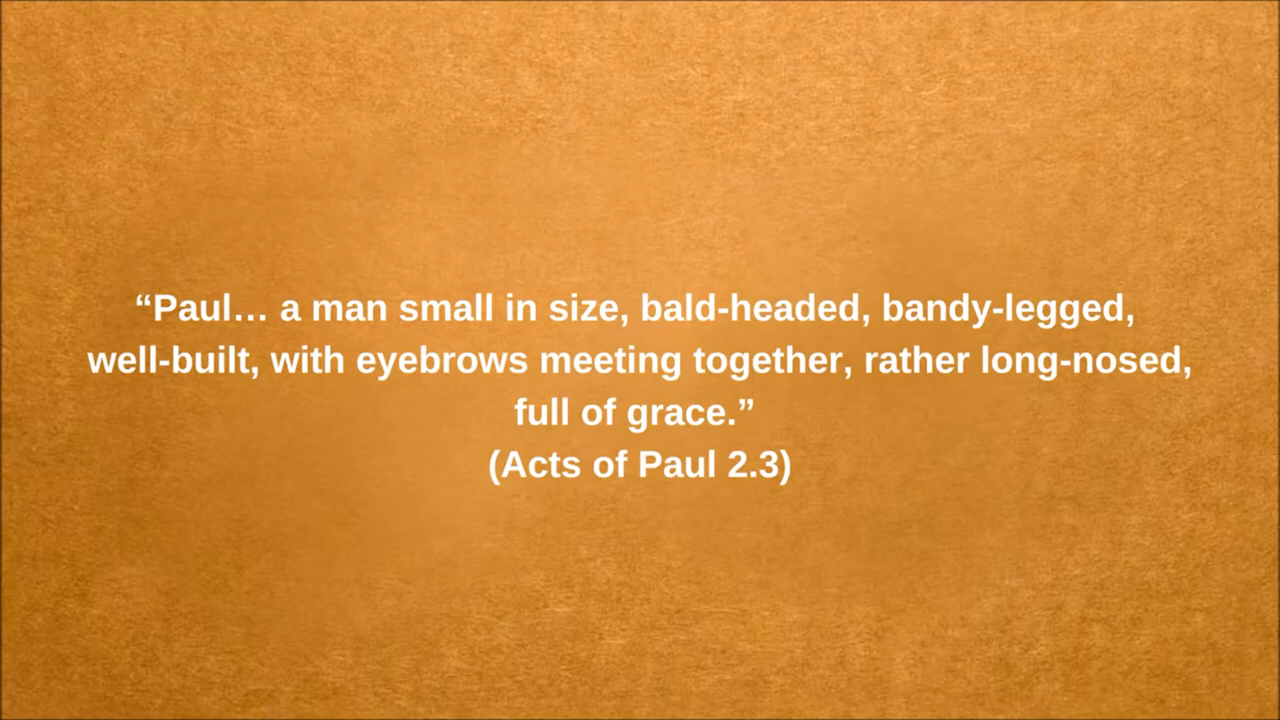 “Paul… a man small in size, bald-headed, bandy-legged,
well-built, with eyebrows meeting together, rather long-nosed,
full of grace.”
(Acts of Paul 2.3)